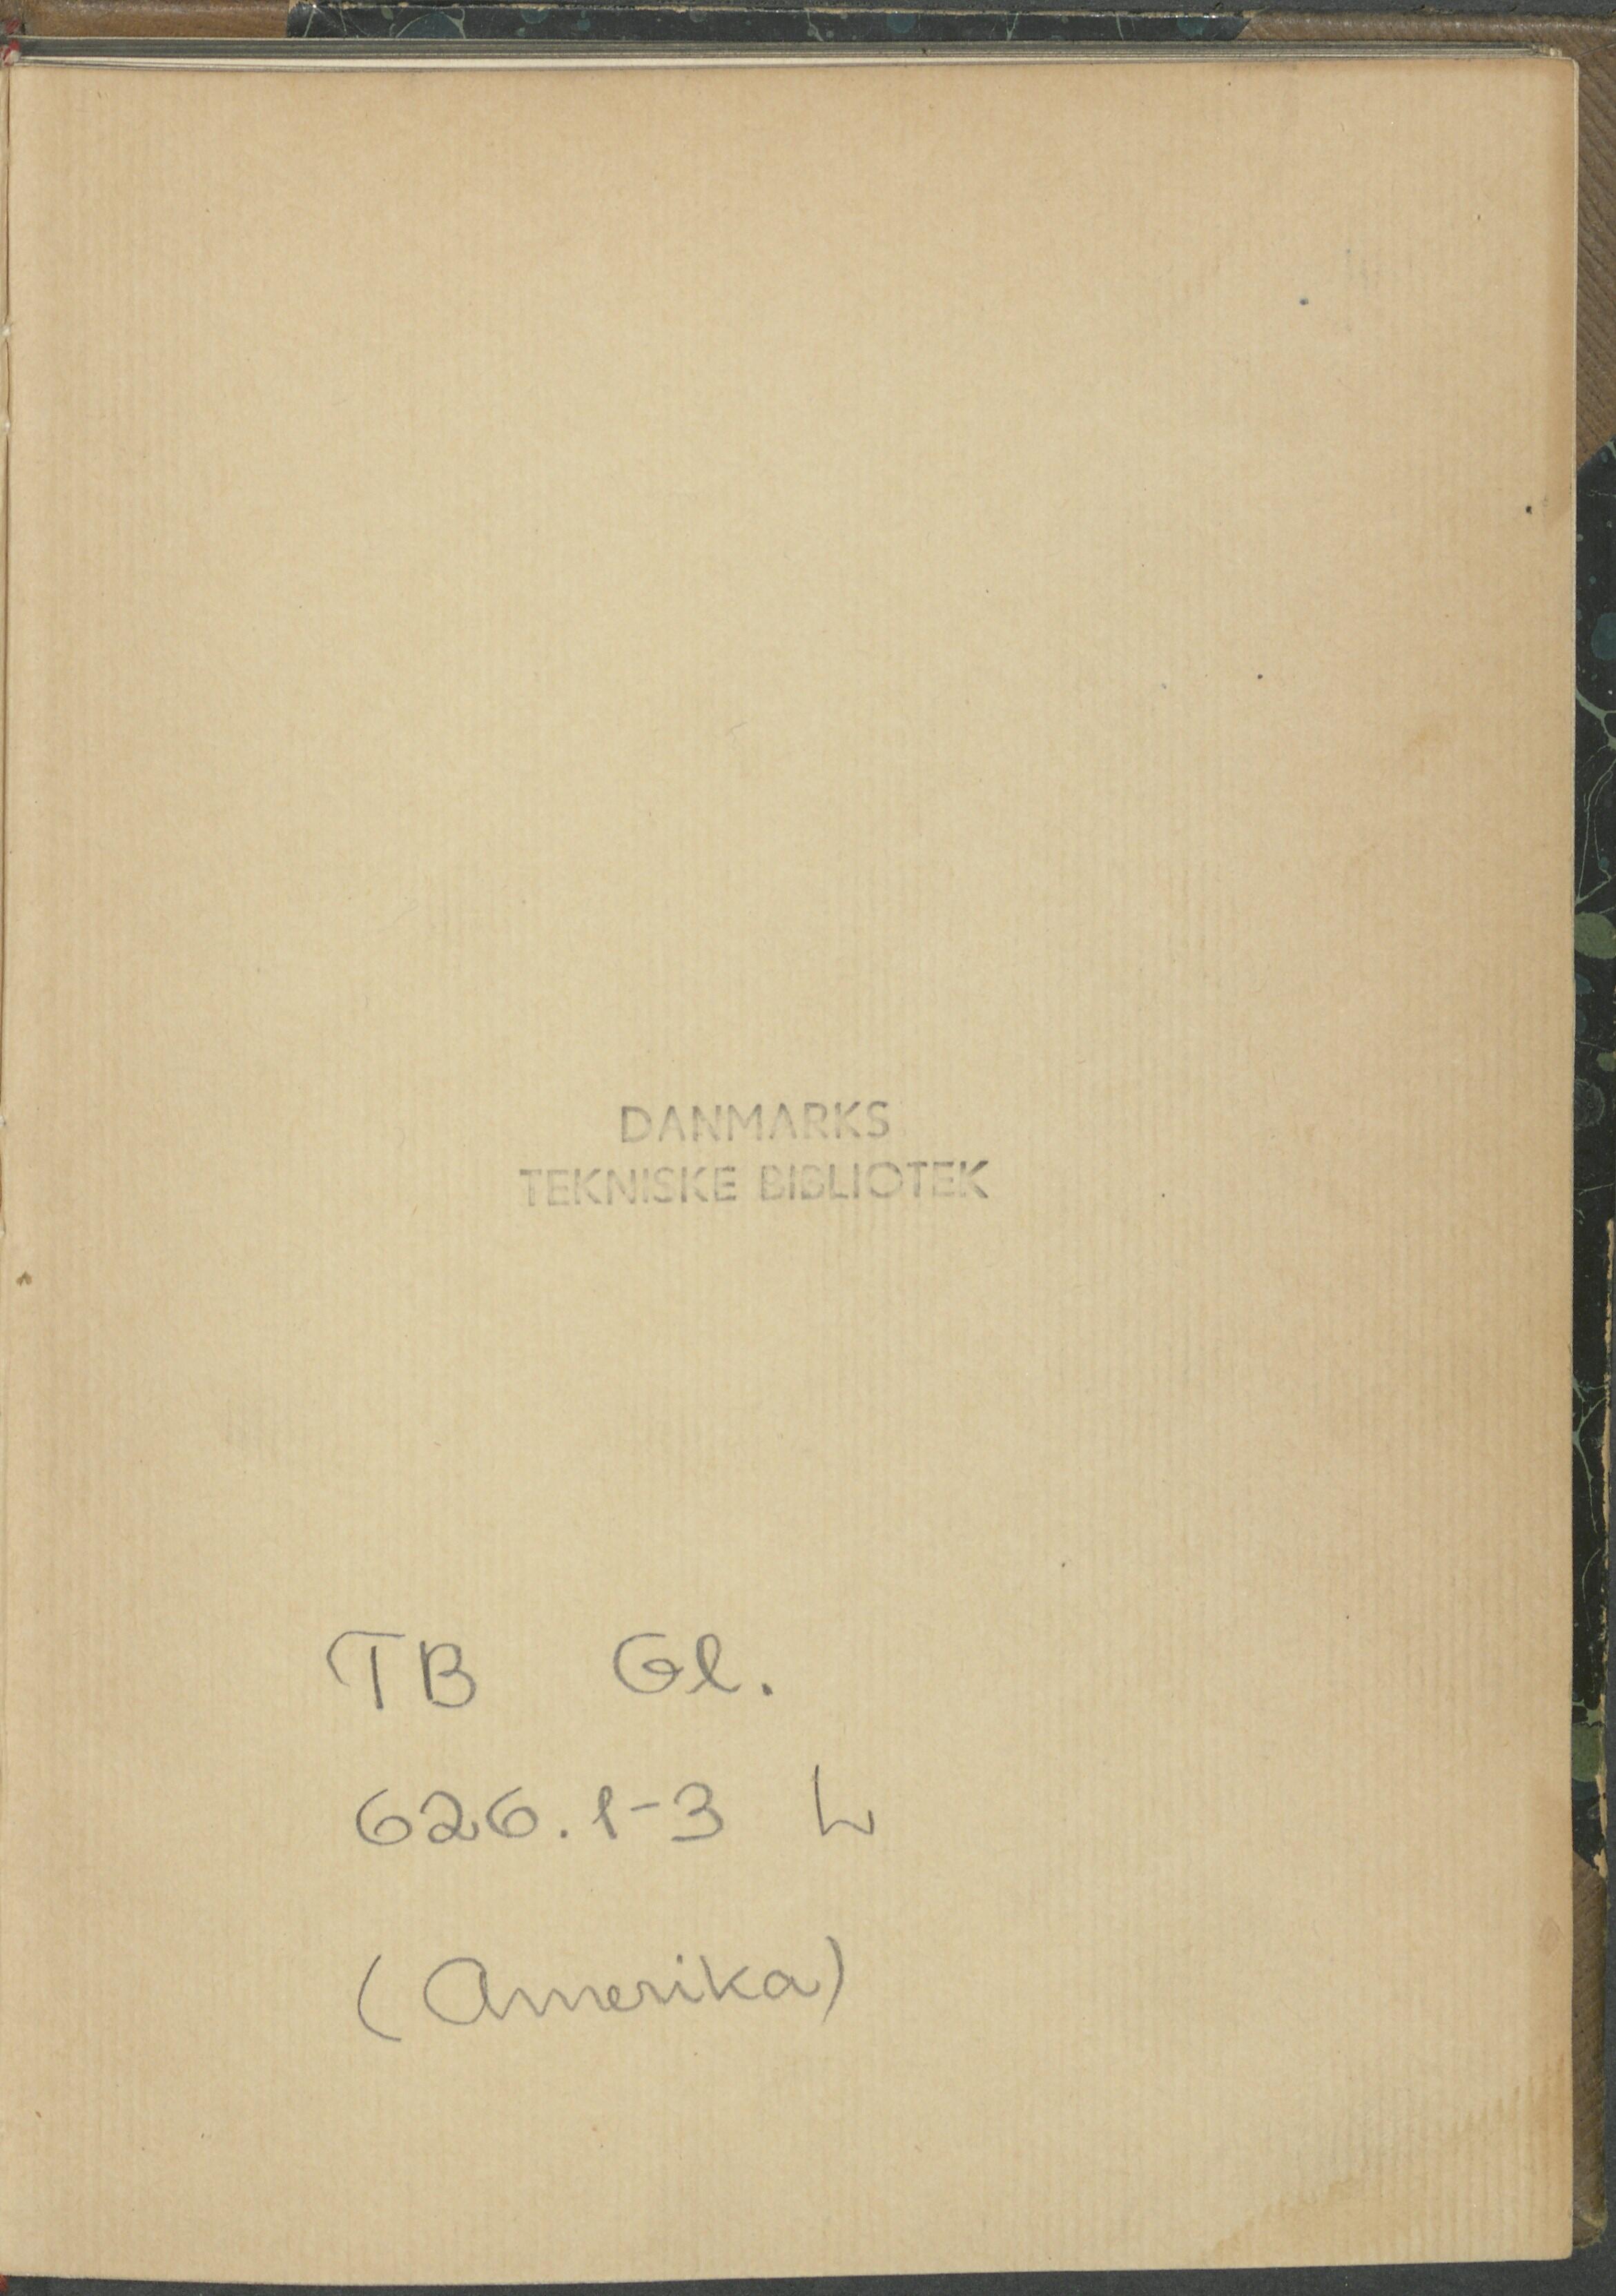 DANMARKS
TEKNISKE BIBLIOTEK
TB Gl.
626.1-3 L
(Amerika)